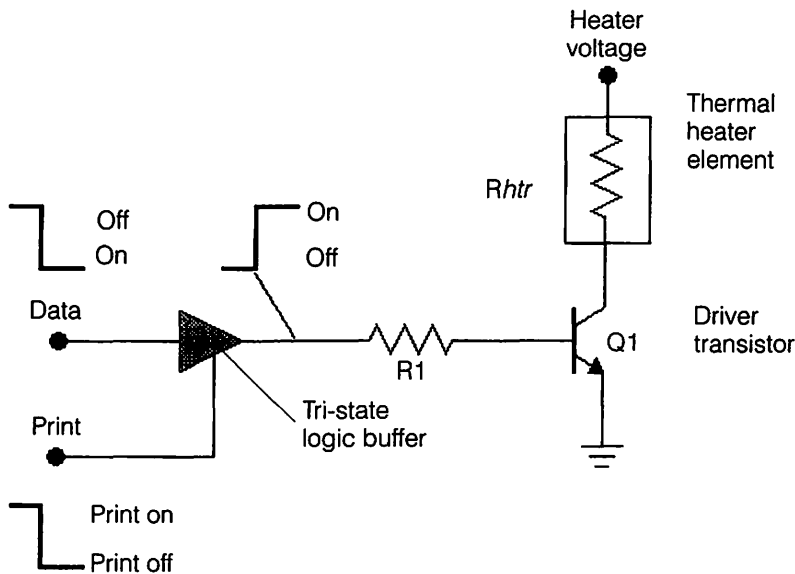 Heater
voltage
Thermal
heater
element
Rhtr
Off
On
On
Off
Data
Driver
transistor
Q1
R1
Print
Tri-state
logic buffer
Print on
Print off